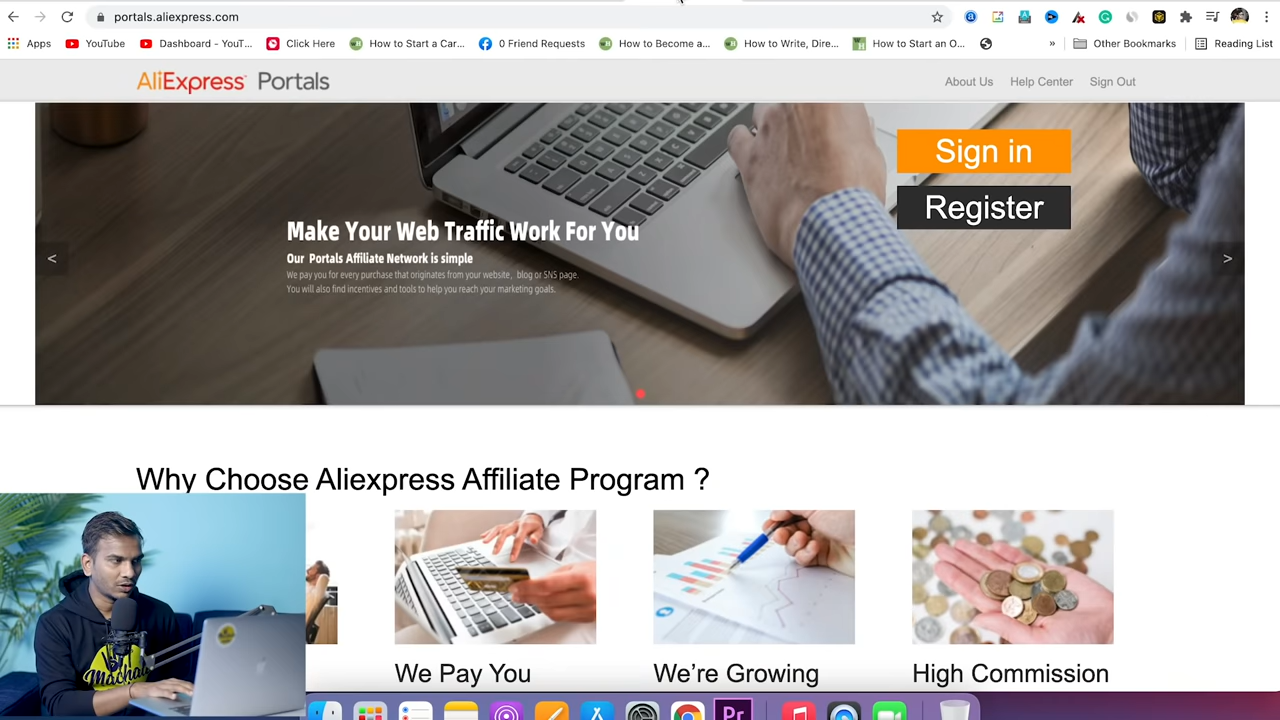 portals.aliexpress.com
Apps
YouTube
Dashboard - YouT...
Click Here
How to Start a Car...
0 Friend Requests
How to Become a...
How to Write, Dire...
How to Start an O...
»
Other Bookmarks
Reading List
AliExpress Portals
About Us
Help Center
Sign Out
Sign in
Register
Make Your Web Traffic Work For You
Our Portals Affiliate Network is simple
We pay you for every purchase that originates from your website, blog or SNS page.
You will also find incentives and tools to help you reach your marketing goals.
<
>
Why Choose Aliexpress Affiliate Program ?
We Pay You
We're Growing
High Commission
Machao
Pr